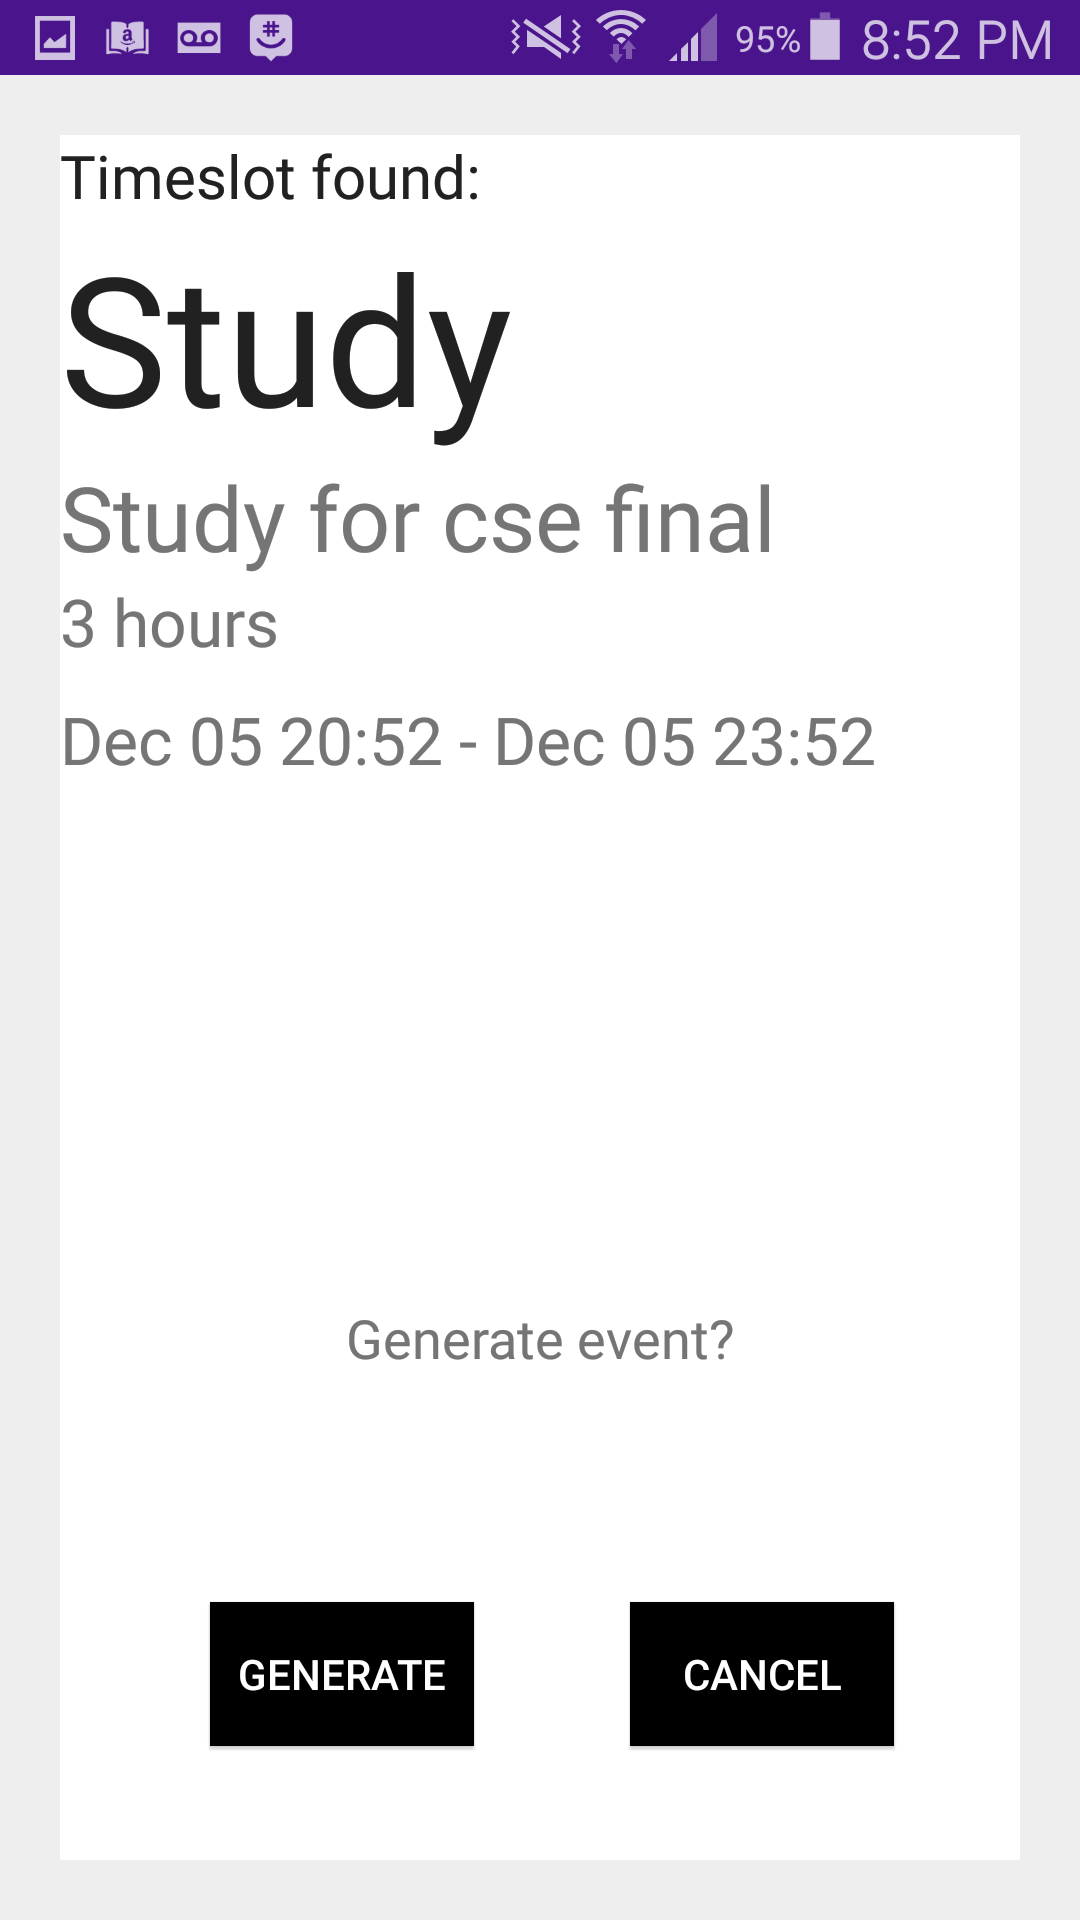 95% 8:52 PM
Timeslot found:
Study
Study for cse final
3 hours
Dec 05 20:52 - Dec 05 23:52
Generate event?
GENERATE CANCEL